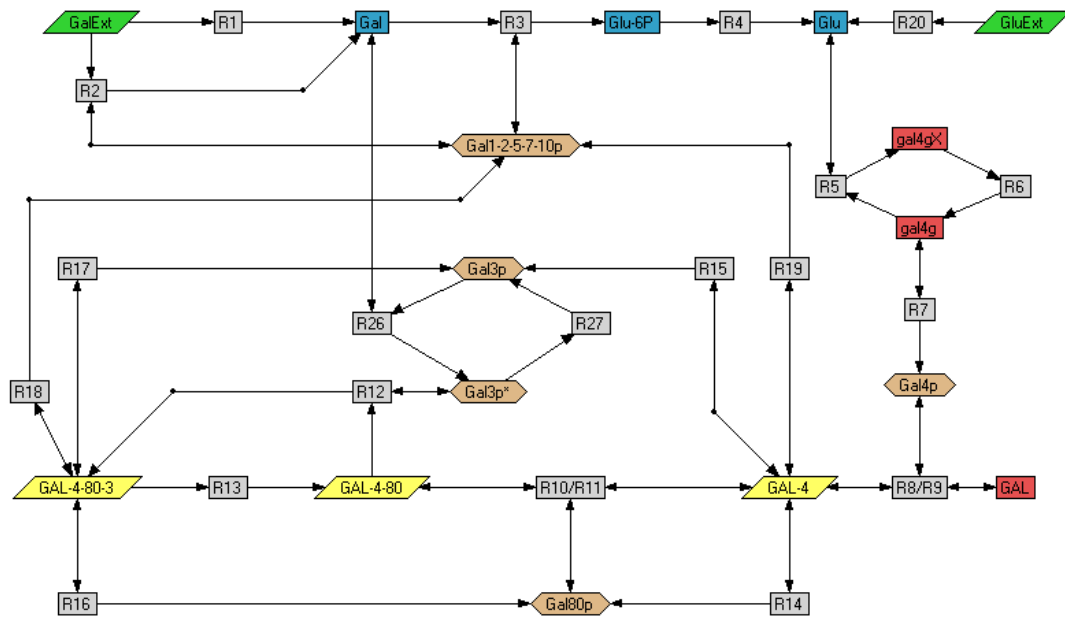 GalExt
R1
Gal
R3
Glu-6P
R4
Glu
R20
GluExt
R2
Gal1-2-5-7-10p
gal4gX
R5
R6
gal4g
R17
Gal3p
R15
R19
R7
R26
R27
R18
R12
Gal3p*
Gal4p
GAL-4-80-3
R13
GAL-4-80
R10/R11
GAL-4
R8/R9
GAL
R16
Gal80p
R14